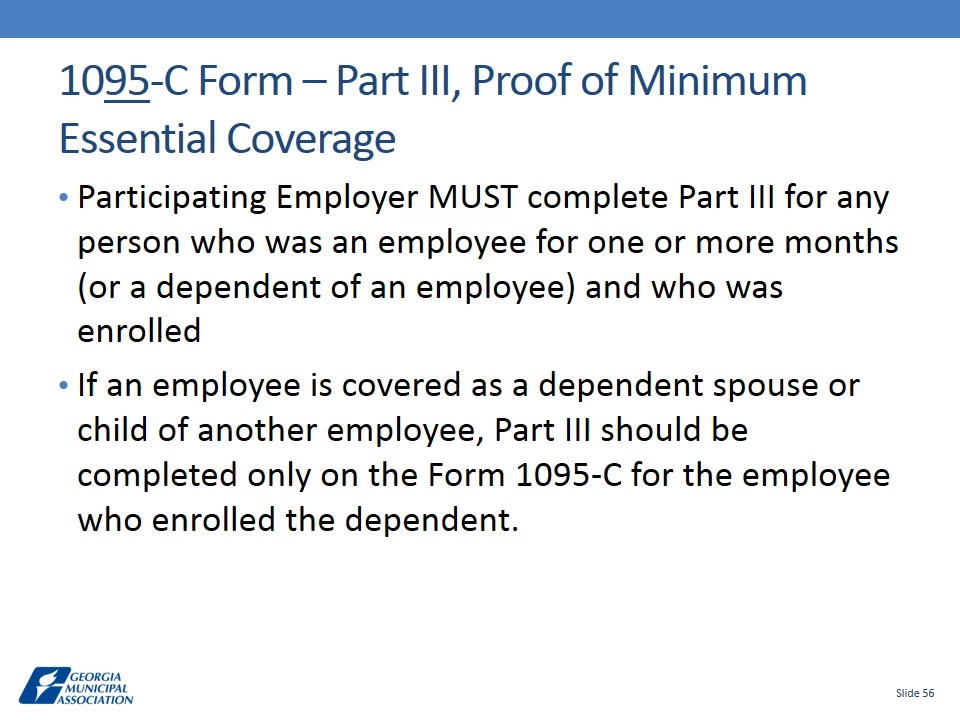 1095-C Form – Part III, Proof of Minimum
Essential Coverage
• Participating Employer MUST complete Part III for any
person who was an employee for one or more months
(or a dependent of an employee) and who was
enrolled
• If an employee is covered as a dependent spouse or
child of another employee, Part III should be
completed only on the Form 1095-C for the employee
who enrolled the dependent.
GEORGIA
MUNICIPAL
ASSOCIATION
Slide 56